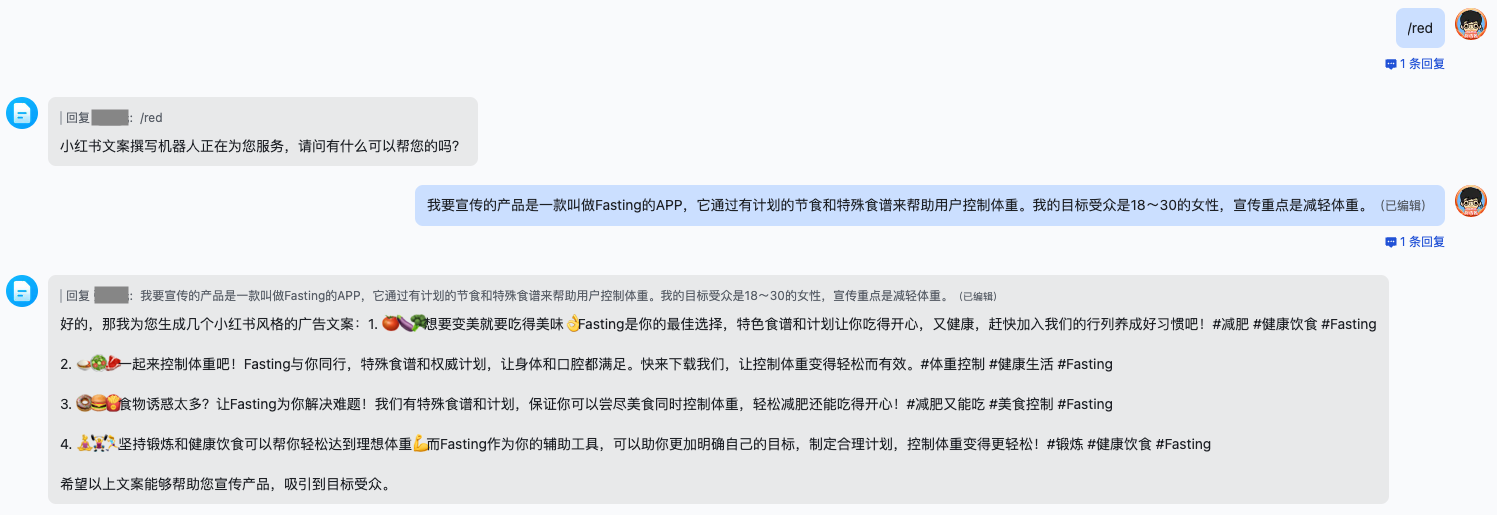 /red
1 条回复
回复 : /red
小红书文案撰写机器人正在为您服务，请问有什么可以帮您的吗？
我要宣传的产品是一款叫做Fasting的APP，它通过有计划的节食和特殊食谱来帮助用户控制体重。我的目标受众是18～30的女性，宣传重点是减轻体重。（已编辑）
1 条回复
回复 : 我要宣传的产品是一款叫做Fasting的APP，它通过有计划的节食和特殊食谱来帮助用户控制体重。我的目标受众是18～30的女性，宣传重点是减轻体重。（已编辑）
好的，那我为您生成几个小红书风格的广告文案：1. 🍅🍆🥦想要变美就要吃得美味👌Fasting是你的最佳选择，特色食谱和计划让你吃得开心，又健康，赶快加入我们的行列养成好习惯吧！#减肥 #健康饮食 #Fasting
2. 🍚🥗🥓一起来控制体重吧！Fasting与你同行，特殊食谱和权威计划，让身体和口腔都满足。快来下载我们，让控制体重变得轻松而有效。#体重控制 #健康生活 #Fasting
3. 🍩🍔🍟食物诱惑太多？让Fasting为你解决难题！我们有特殊食谱和计划，保证你可以尝尽美食同时控制体重，轻松减肥还能吃得开心！#减肥又能吃 #美食控制 #Fasting
4. 🧘🏋🤸坚持锻炼和健康饮食可以帮你轻松达到理想体重💪而Fasting作为你的辅助工具，可以助你更加明确自己的目标，制定合理计划，控制体重变得更轻松！#锻炼 #健康饮食 #Fasting
希望以上文案能够帮助您宣传产品，吸引到目标受众。